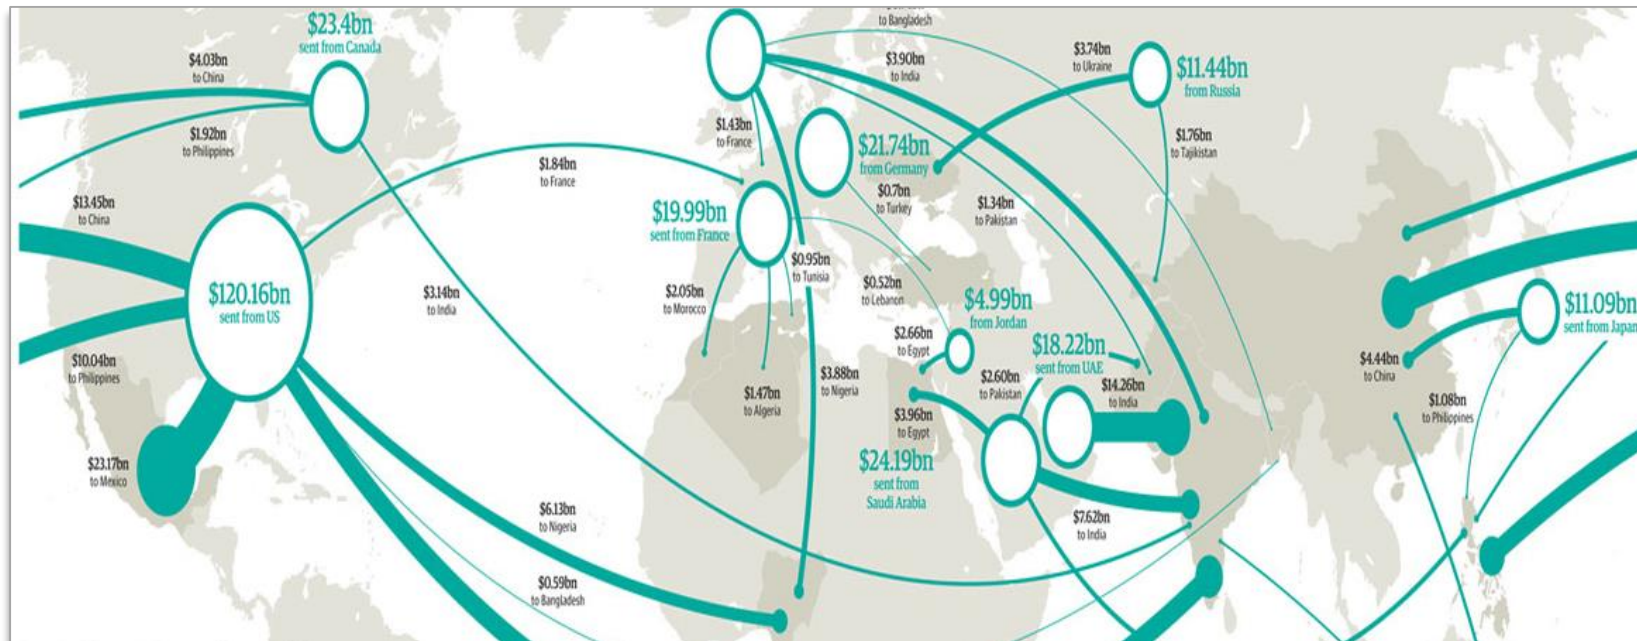 $23.4bn
sent from Canada
$4.03bn
to China
$1.92bn
to Philippines
$13.45bn
to China
$120.16bn
sent from US
$10.04bn
to Philippines
$23.17bn
to Mexico
$1.84bn
to France
$3.14bn
to India
$6.13bn
to Nigeria
$0.59bn
to Bangladesh
to Bangladesh
$3.90bn
to India
$1.43bn
to France
$21.74bn
from Germany
$0.7bn
to Turkey
$19.99bn
sent from France
$0.95bn
to Tunisia
$2.05bn
to Morocco
$1.47bn
to Algeria
$3.88bn
to Nigeria
$0.52bn
to Lebanon
$1.34bn
to Pakistan
$3.74bn
to Ukraine
$11.44bn
from Russia
$1.76bn
to Tajikistan
$4.99bn
from Jordan
$2.66bn
to Egypt
$18.22bn
sent from UAE
$2.60bn
to Pakistan
$14.26bn
to India
$3.96bn
to Egypt
$24.19bn
sent from
Saudi Arabia
$7.62bn
to India
$11.09bn
sent from Japan
$4.44bn
to China
$1.08bn
to Philippines